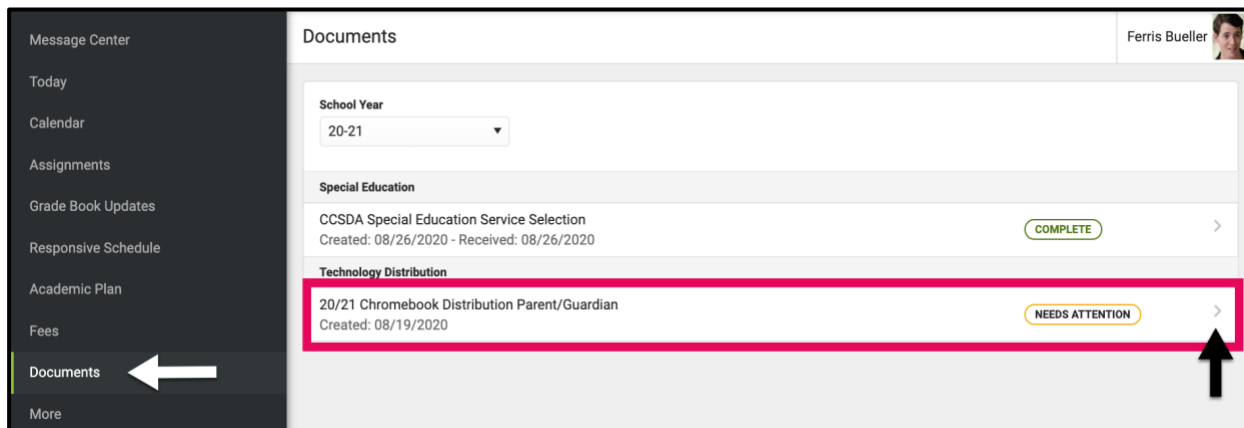 Message Center
Today
Calendar
Assignments
Grade Book Updates
Responsive Schedule
Academic Plan
Fees
Documents
More
Documents
Ferris Bueller
School Year
20-21
Special Education
CCSDA Special Education Service Selection
Created: 08/26/2020 - Received: 08/26/2020
COMPLETE
Technology Distribution
20/21 Chromebook Distribution Parent/Guardian
Created: 08/19/2020
NEEDS ATTENTION